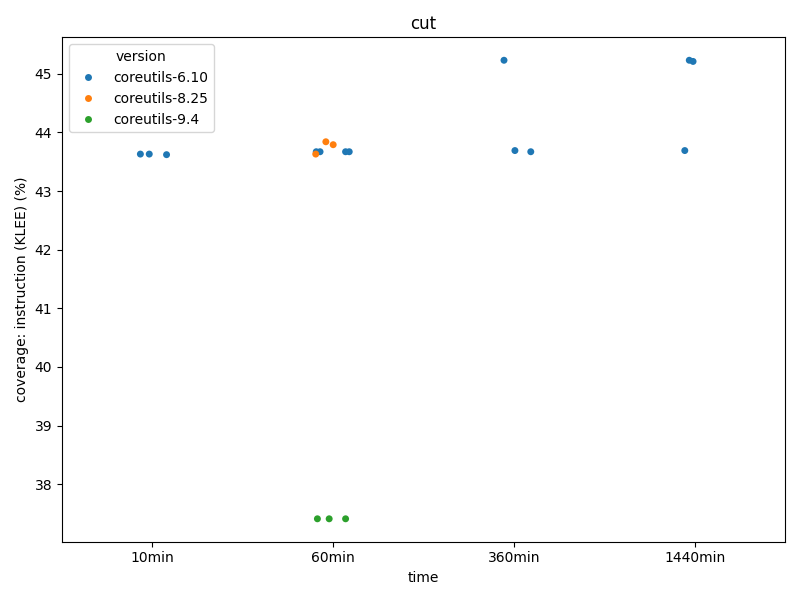 cut
version
coreutils-6.10
coreutils-8.25
coreutils-9.4
45
44
43
42
41
40
39
38
coverage: instruction (KLEE) (%)
10min
60min
360min
1440min
time